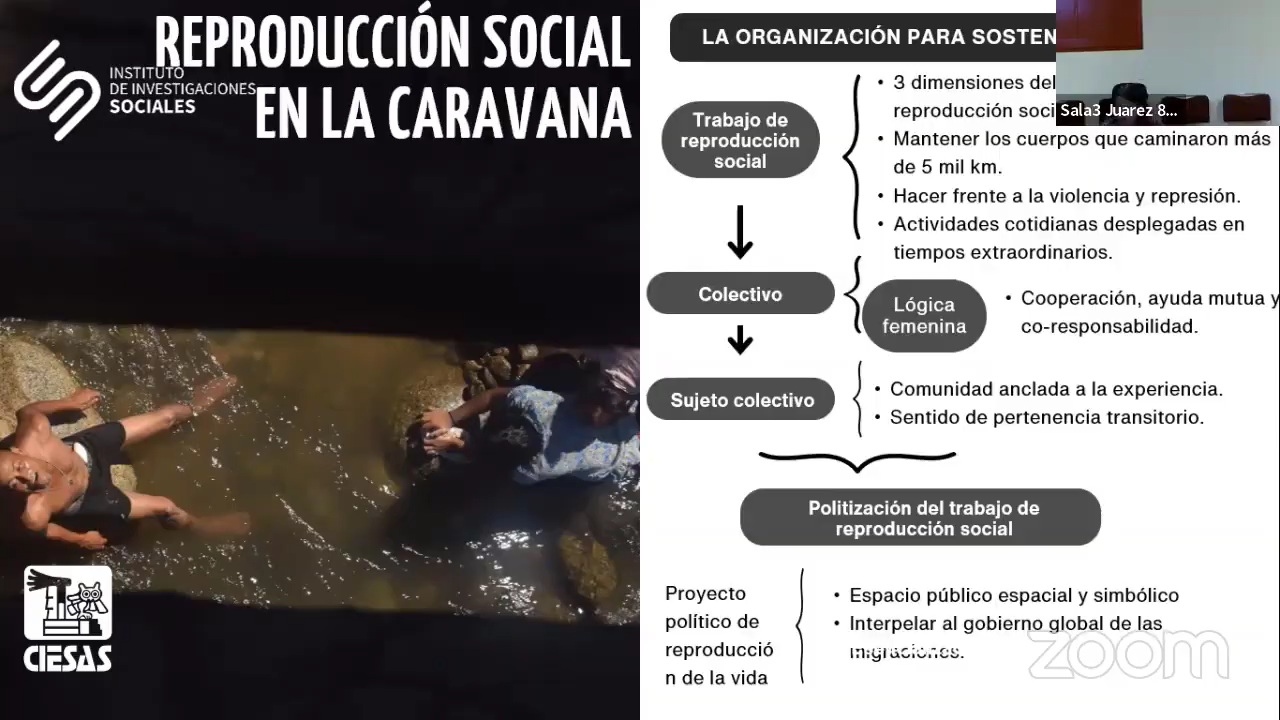 REPRODUCCIÓN SOCIAL
EN LA CARAVANA
INSTITUTO
DE INVESTIGACIONES
SOCIALES
CIESAS
LA ORGANIZACIÓN PARA SOSTEN
Sala3 Juarez 8...
Trabajo de
reproducción
social
• 3 dimensiones del
reproducción soci
• Mantener los cuerpos que caminaron más
de 5 mil km.
• Hacer frente a la violencia y represión.
• Actividades cotidianas desplegadas en
tiempos extraordinarios.
Colectivo
Lógica
femenina
• Cooperación, ayuda mutua y
co-responsabilidad.
Sujeto colectivo
• Comunidad anclada a la experiencia.
• Sentido de pertenencia transitorio.
Politización del trabajo de
reproducción social
Proyecto
político de
reproducció
n de la vida
• Espacio público espacial y simbólico
• Interpelar al gobierno global de las
migraciones.
zoom